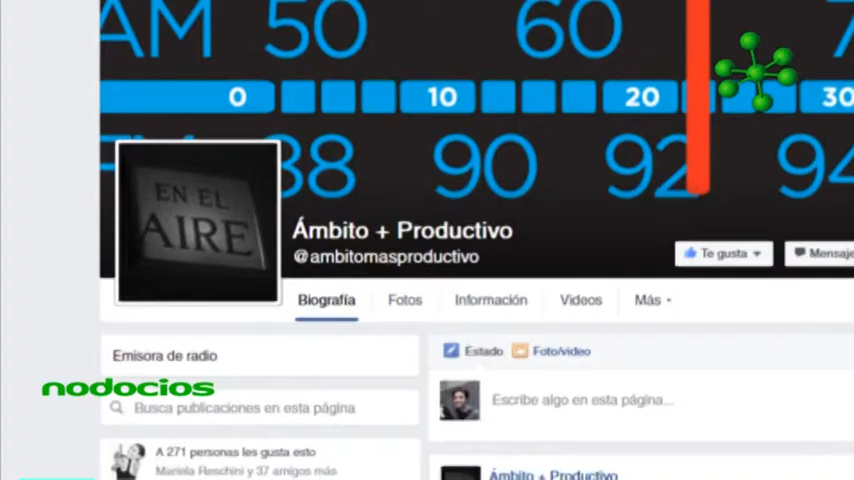 AM 50 60 7
0 10 20 30
88 90 92 94
EN EL
AIRE
Ámbito + Productivo
@ambitomasproductivo
Te gusta
Mensaje
Biografía Fotos Información Videos Más
Emisora de radio
Estado Foto/video
nodocios
Busca publicaciones en esta página
Escribe algo en esta página...
A 271 personas les gusta esto
Mariela Reschini y 37 amigos más
Ámbito + Productivo